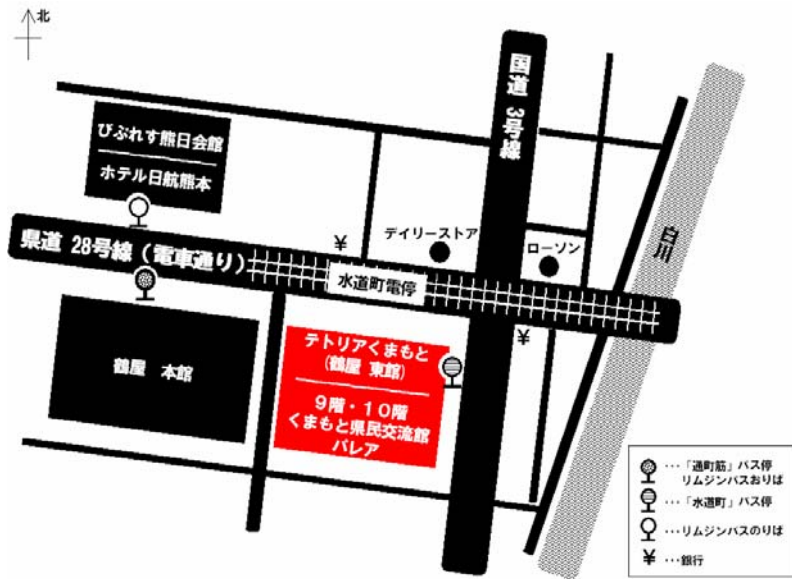 北
国道 3号線
びぷれす熊日会館
ホテル日航熊本
デイリーストア
ローソン
白川
¥
県道 28号線(電車通り)
水道町電停
¥
鶴屋 本館
テトリアくまもと
(鶴屋 東館)
9階・10階
くまもと県民交流館
パレア
…「通町筋」バス停
リムジンバスおりば
…「水道町」バス停
…リムジンバスのりば
¥ …銀行